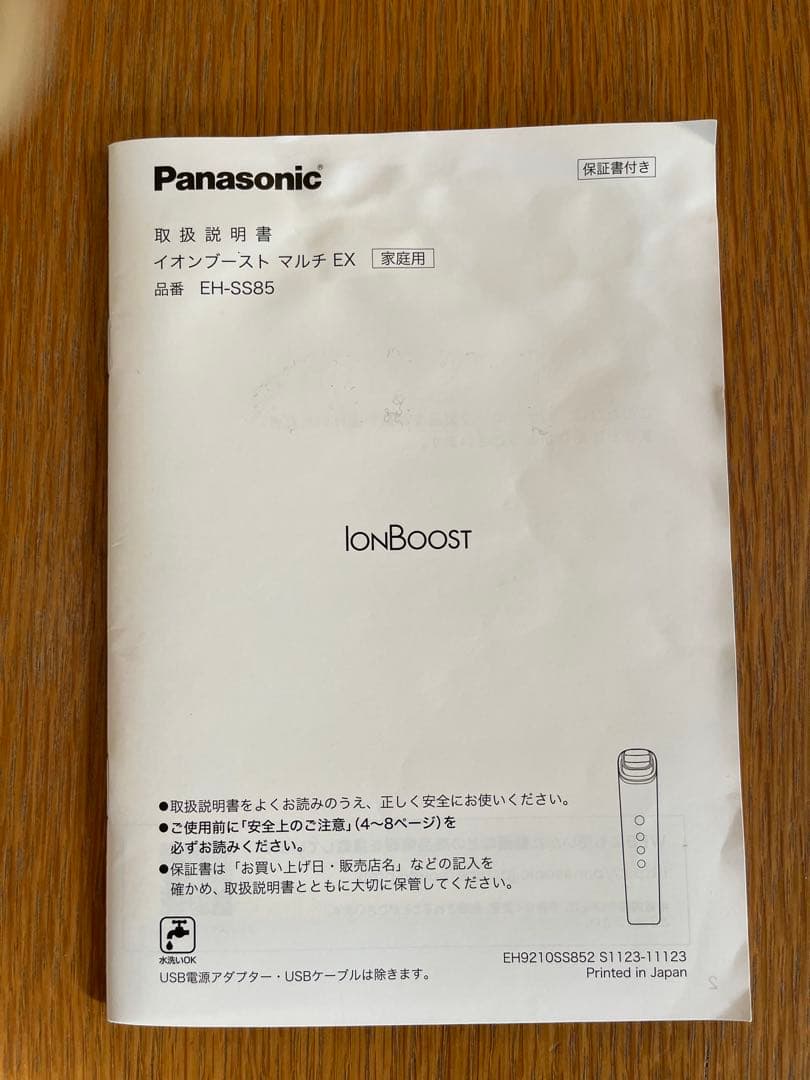 Panasonic®
保証書付き
取扱説明書
イオンブースト マルチ EX 家庭用
品番 EH-SS85
IONBOOST
●取扱説明書をよくお読みのうえ、正しく安全にお使いください。
●ご使用前に「安全上のご注意」(4～8ページ)を
必ずお読みください。
●保証書は「お買い上げ日・販売店名」などの記入を
確かめ、取扱説明書とともに大切に保管してください。
水洗いOK
USB電源アダプター・USBケーブルは除きます。
EH9210SS852 S1123-11123
Printed in Japan